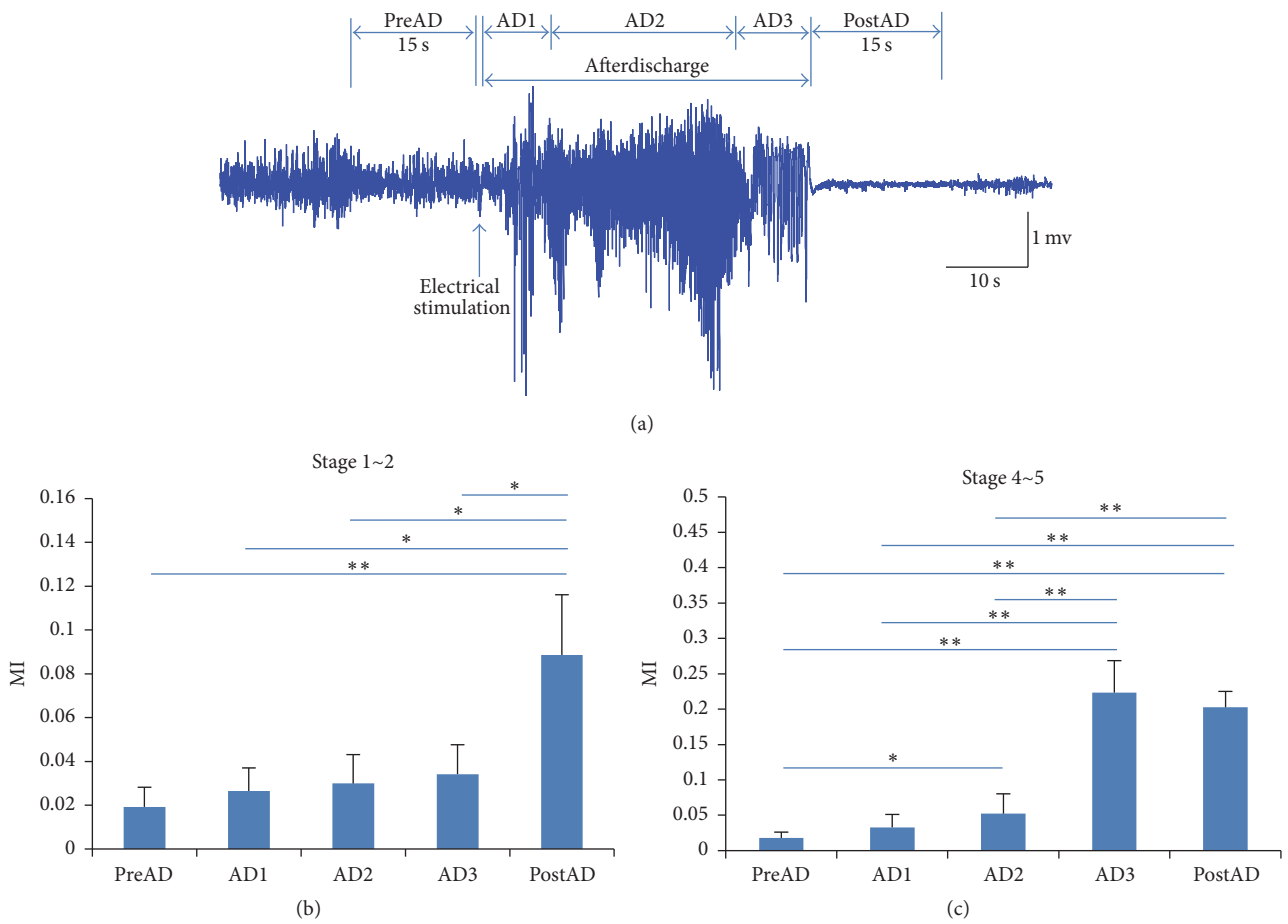 PreAD AD1 AD2 AD3 PostAD
15 s 15 s
Afterdischarge
Electrical
stimulation
1 mv
10 s
(a)
Stage 1~2
0.16
0.14
0.12
0.1
0.08
0.06
0.04
0.02
0
MI
*
*
*
**
PreAD AD1 AD2 AD3 PostAD
(b)
Stage 4~5
0.5
0.45
0.4
0.35
0.3
0.25
0.2
0.15
0.1
0.05
0
MI
**
**
**
**
**
**
*
PreAD AD1 AD2 AD3 PostAD
(c)